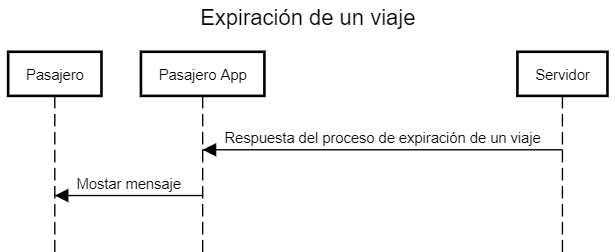 Expiración de un viaje
Pasajero
Pasajero App
Servidor
Respuesta del proceso de expiración de un viaje
Mostar mensaje